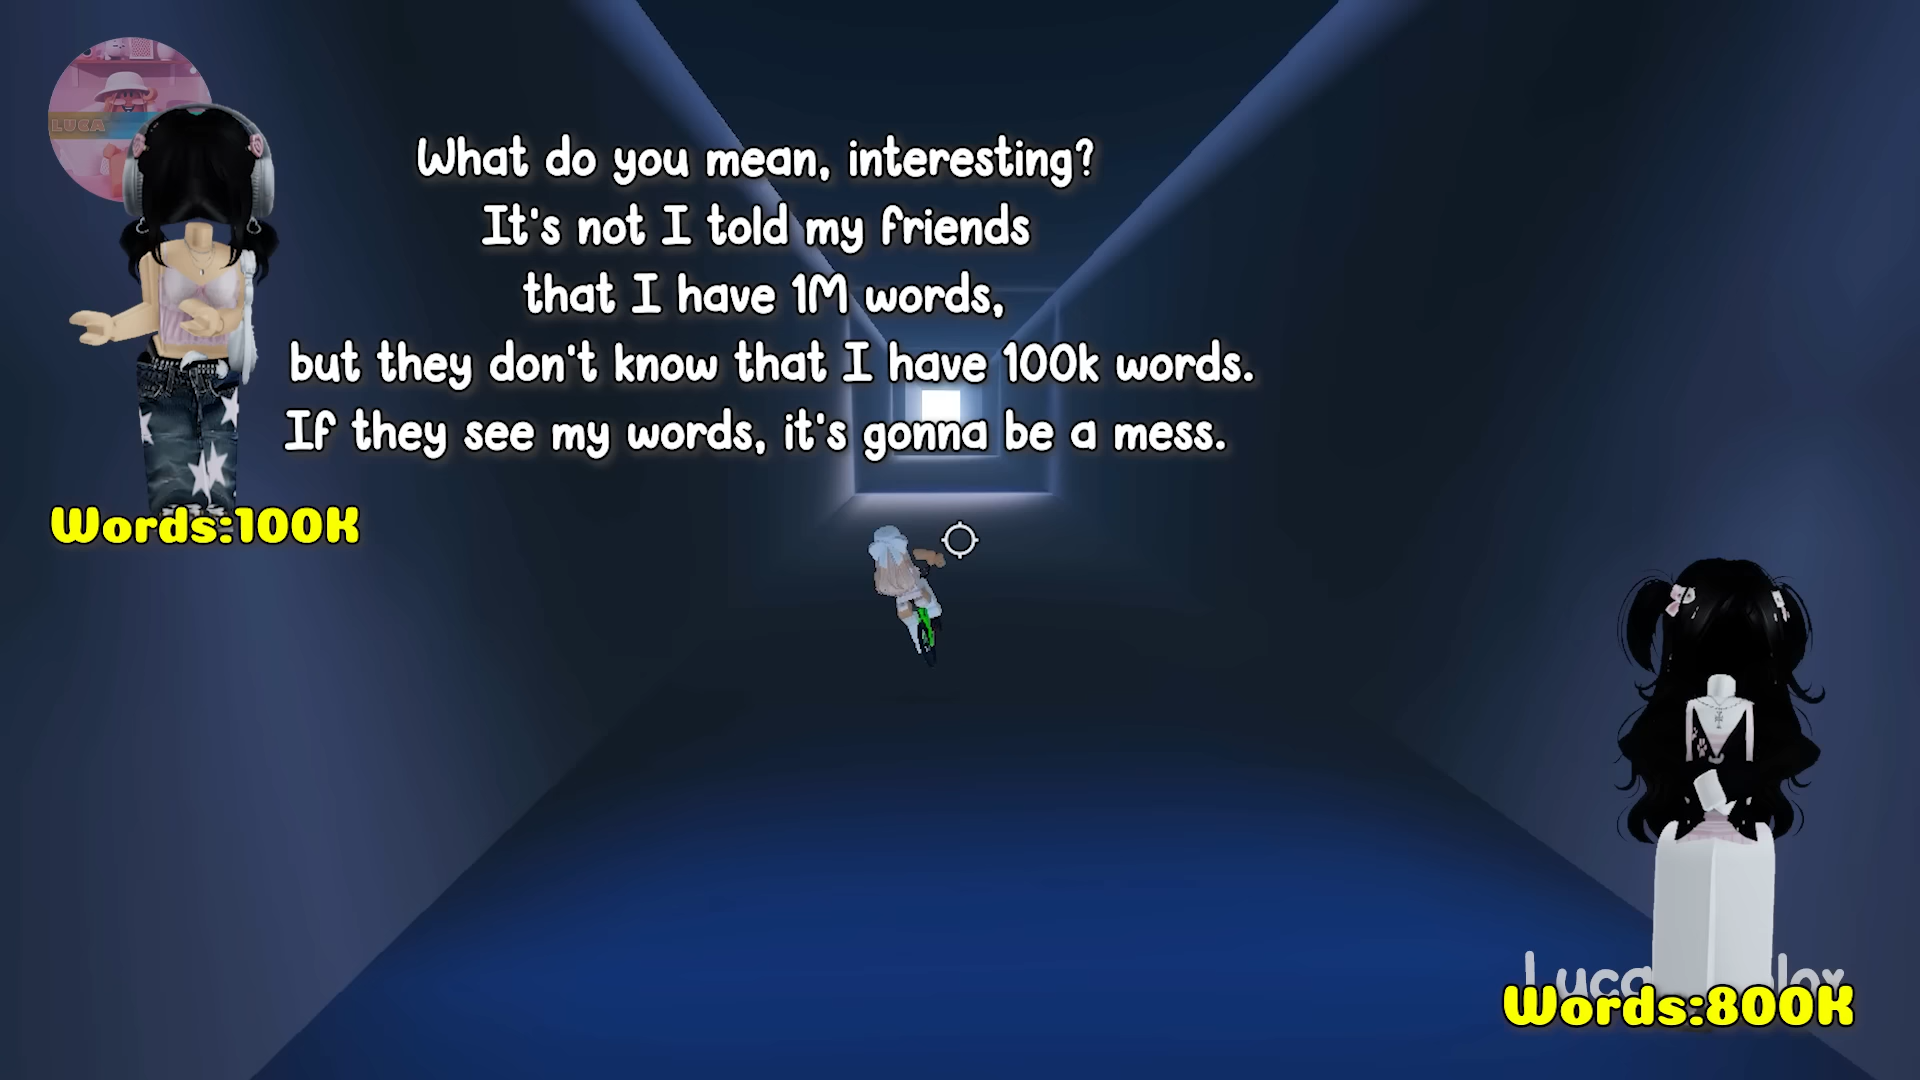 LUCA
What do you mean, interesting?
It's not I told my friends
that I have 1M words,
but they don't know that I have 100k words.
If they see my words, it's gonna be a mess.
Words:100K
Words:800K